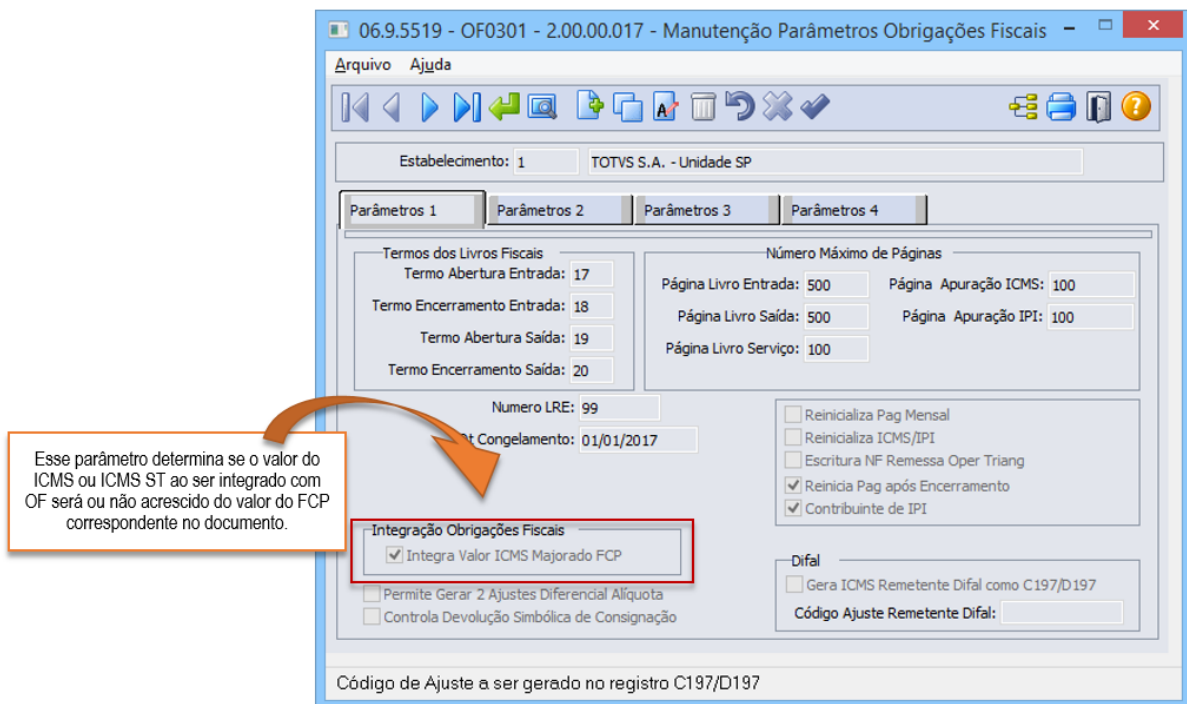 06.9.5519 - OF0301 - 2.00.00.017 - Manutenção Parâmetros Obrigações Fiscais
Arquivo Ajuda
Estabelecimento: 1 TOTVS S.A. - Unidade SP
Parâmetros 1 Parâmetros 2 Parâmetros 3 Parâmetros 4
Termos dos Livros Fiscais
Termo Abertura Entrada: 17
Termo Encerramento Entrada: 18
Termo Abertura Saída: 19
Termo Encerramento Saída: 20
Número Máximo de Páginas
Página Livro Entrada: 500 Página Apuração ICMS: 100
Página Livro Saída: 500 Página Apuração IPI: 100
Página Livro Serviço: 100
Numero LRE: 99
Dt Congelamento: 01/01/2017
Reinicializa Pag Mensal
Reinicializa ICMS/IPI
Escritura NF Remessa Oper Triang
Reinicia Pag após Encerramento
Contribuinte de IPI
Esse parâmetro determina se o valor do
ICMS ou ICMS ST ao ser integrado com
OF será ou não acrescido do valor do FCP
correspondente no documento.
Integração Obrigações Fiscais
Integra Valor ICMS Majorado FCP
Permite Gerar 2 Ajustes Diferencial Alíquota
Controla Devolução Simbólica de Consignação
Difal
Gera ICMS Remetente Difal como C197/D197
Código Ajuste Remetente Difal:
Código de Ajuste a ser gerado no registro C197/D197